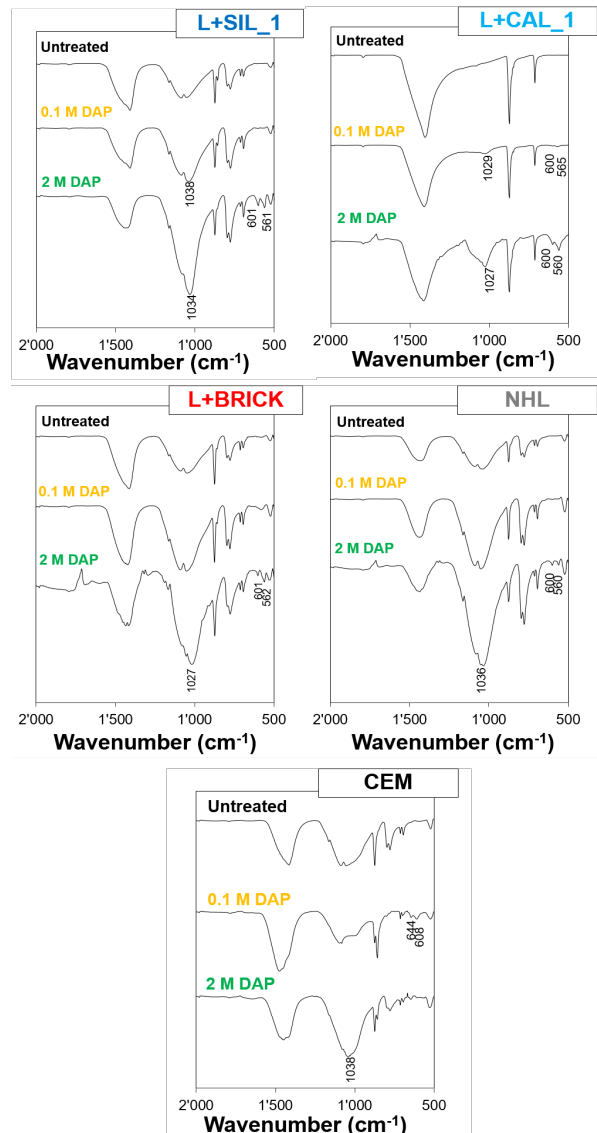 L+SIL_1
Untreated
0.1 M DAP
1038
2 M DAP
601
561
1034
2'000 1'500 1'000 500
Wavenumber (cm-1)
L+CAL_1
Untreated
0.1 M DAP
1029
600
565
2 M DAP
1027
600
560
2'000 1'500 1'000 500
Wavenumber (cm-1)
L+BRICK
Untreated
0.1 M DAP
2 M DAP
601
562
1027
2'000 1'500 1'000 500
Wavenumber (cm-1)
NHL
Untreated
0.1 M DAP
2 M DAP
600
560
1036
2'000 1'500 1'000 500
Wavenumber (cm-1)
CEM
Untreated
0.1 M DAP
644
608
2 M DAP
1038
2'000 1'500 1'000 500
Wavenumber (cm-1)